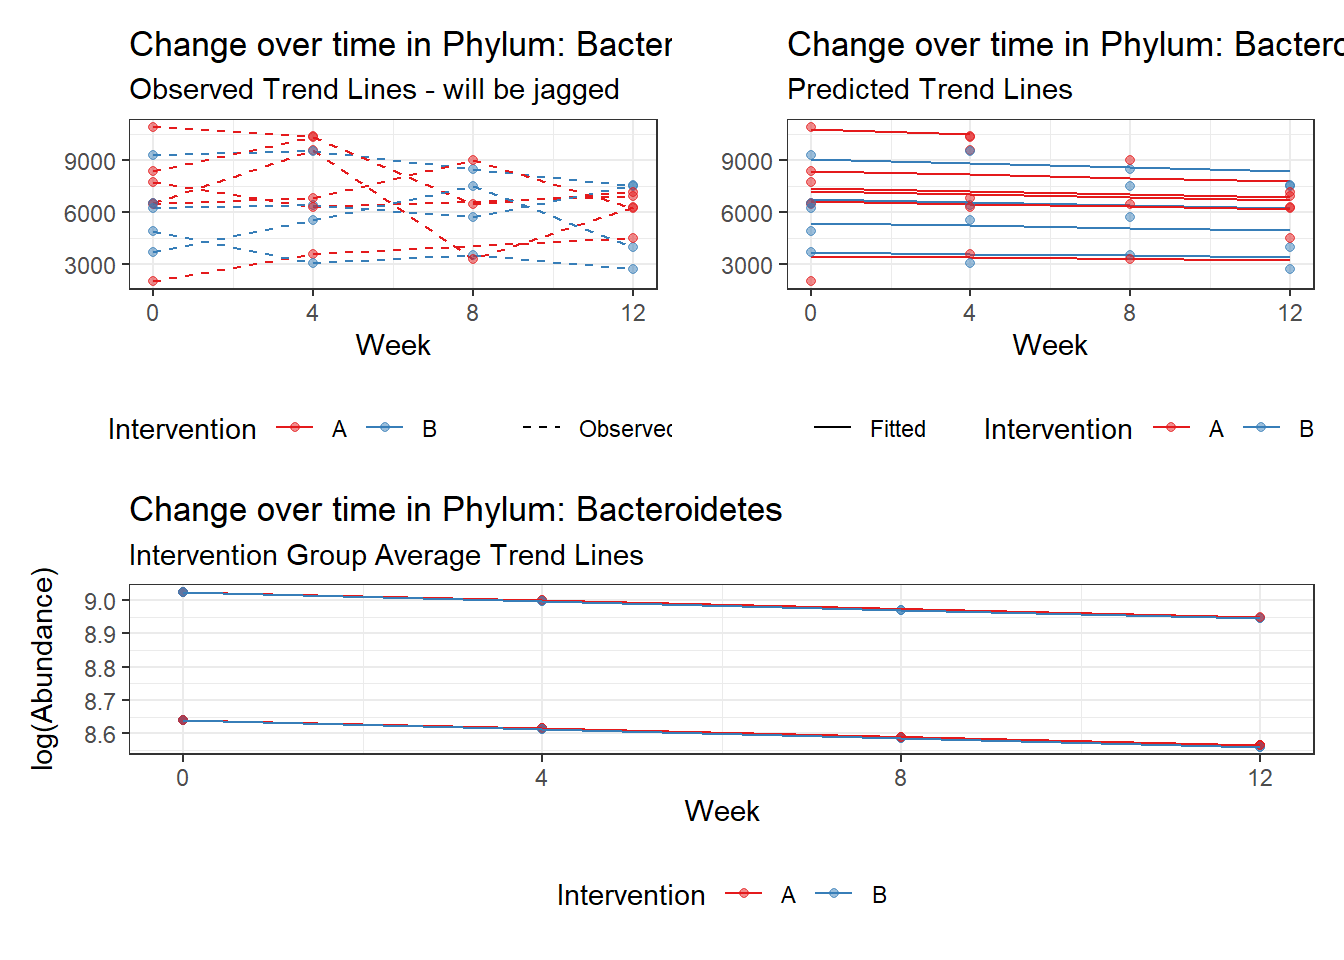 Change over time in Phylum: Bacter
Observed Trend Lines - will be jagged
9000
6000
3000
0 4 8 12
Week
Intervention A B Observed
Change over time in Phylum: Bactero
Predicted Trend Lines
9000
6000
3000
0 4 8 12
Week
Fitted Intervention A B
Change over time in Phylum: Bacteroidetes
Intervention Group Average Trend Lines
log(Abundance)
9.0
8.9
8.8
8.7
8.6
0 4 8 12
Week
Intervention A B